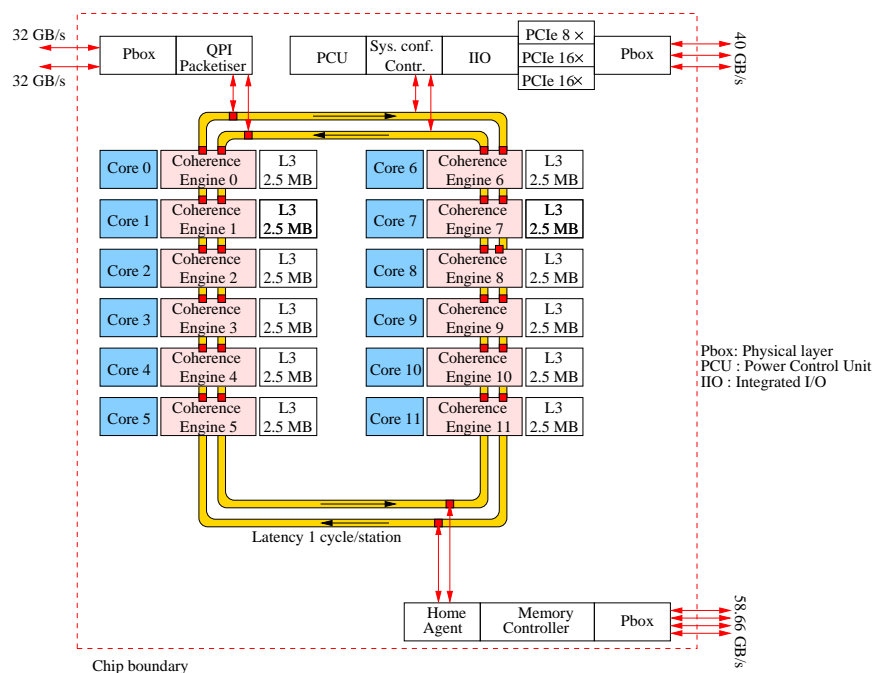 32 GB/s
32 GB/s
Pbox
QPI
Packetiser
PCU
Sys. conf.
Contr.
IIO
PCIe 8 ×
PCIe 16×
PCIe 16×
Pbox
40 GB/s
Core 0
Coherence
Engine 0
L3
2.5 MB
Core 6
Coherence
Engine 6
L3
2.5 MB
Core 1
Coherence
Engine 1
L3
2.5 MB
Core 7
Coherence
Engine 7
L3
2.5 MB
Core 2
Coherence
Engine 2
L3
2.5 MB
Core 8
Coherence
Engine 8
L3
2.5 MB
Core 3
Coherence
Engine 3
L3
2.5 MB
Core 9
Coherence
Engine 9
L3
2.5 MB
Core 4
Coherence
Engine 4
L3
2.5 MB
Core 10
Coherence
Engine 10
L3
2.5 MB
Core 5
Coherence
Engine 5
L3
2.5 MB
Core 11
Coherence
Engine 11
L3
2.5 MB
Pbox: Physical layer
PCU : Power Control Unit
IIO : Integrated I/O
Latency 1 cycle/station
Home
Agent
Memory
Controller
Pbox
58.66 GB/s
Chip boundary